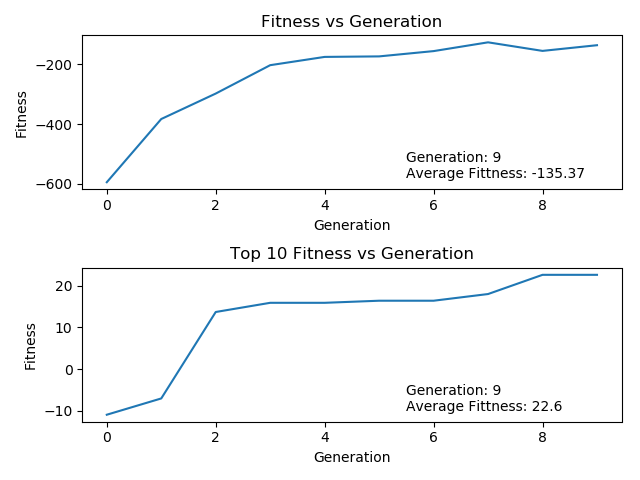 Fitness vs Generation
−200
−400
−600
Fitness
Generation: 9
Average Fittness: -135.37
0 2 4 6 8
Generation
Top 10 Fitness vs Generation
20
10
0
−10
Fitness
Generation: 9
Average Fittness: 22.6
0 2 4 6 8
Generation